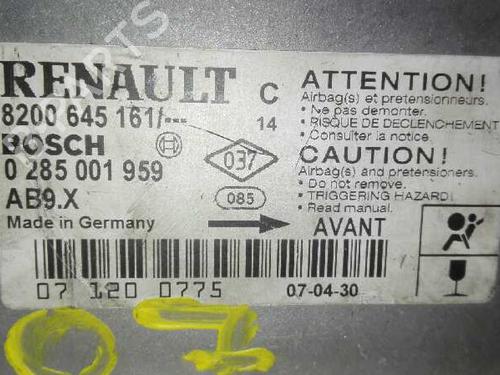 RENAULT
8200 645 161/---
BOSCH
0 285 001 959
AB9.X
Made in Germany
C
14
037
085
AVANT
ATTENTION!
Airbag(s) et pretensionneurs.
• Ne pas demonter.
• RISQUE DE DECLENCHEMENT
• Consulter la notice.
CAUTION!
Airbag(s) and pretensioners.
• Do not remove.
• TRIGGERING HAZARD!
• Read manual.
07 120 0775
07-04-30
07